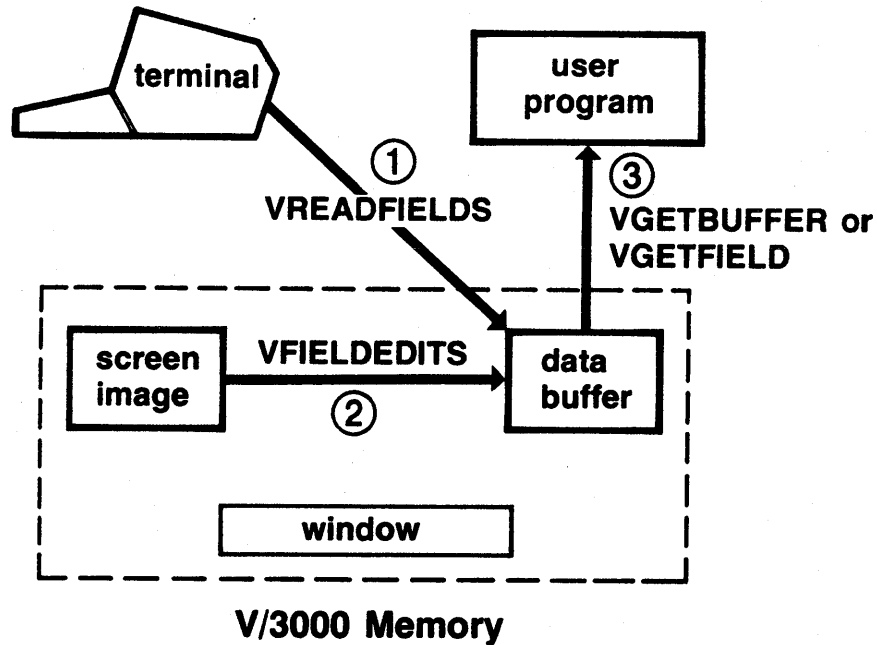 terminal
user
program
①
VREADFIELDS
③
VGETBUFFER or
VGETFIELD
screen
image
VFIELDEDITS
②
data
buffer
window
V/3000 Memory